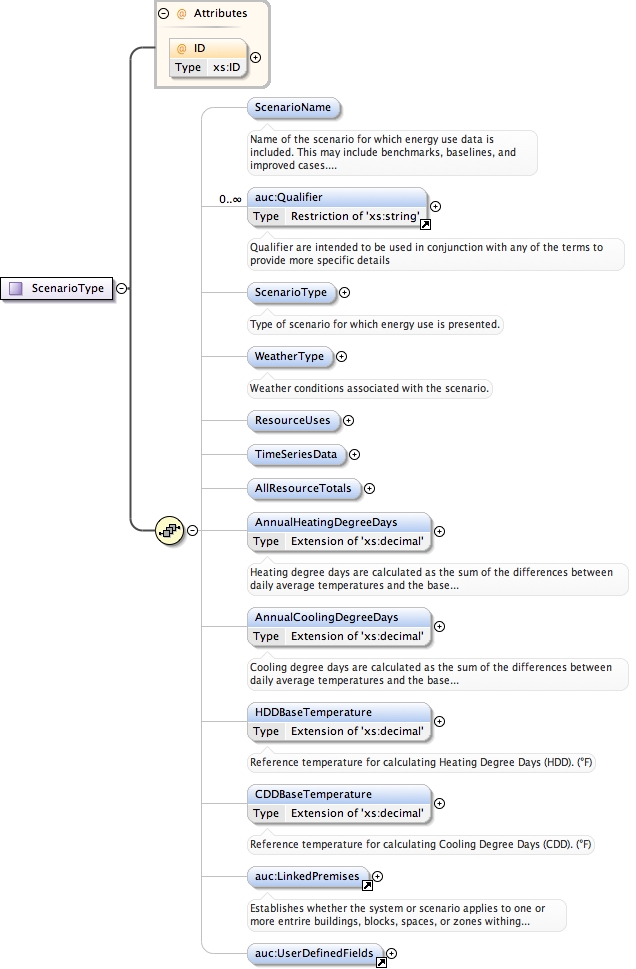 Attributes
@ ID
Type xs:ID
ScenarioName
Name of the scenario for which energy use data is
included. This may include benchmarks, baselines, and
improved cases....
0..∞
auc:Qualifier
Type Restriction of 'xs:string'
Qualifier are intended to be used in conjunction with any of the terms to
provide more specific details
ScenarioType
ScenarioType
Type of scenario for which energy use is presented.
WeatherType
Weather conditions associated with the scenario.
ResourceUses
TimeSeriesData
AllResourceTotals
AnnualHeatingDegreeDays
Type Extension of 'xs:decimal'
Heating degree days are calculated as the sum of the differences between
daily average temperatures and the base...
AnnualCoolingDegreeDays
Type Extension of 'xs:decimal'
Cooling degree days are calculated as the sum of the differences between
daily average temperatures and the base...
HDDBaseTemperature
Type Extension of 'xs:decimal'
Reference temperature for calculating Heating Degree Days (HDD). (°F)
CDDBaseTemperature
Type Extension of 'xs:decimal'
Reference temperature for calculating Cooling Degree Days (CDD). (°F)
auc:LinkedPremises
Establishes whether the system or scenario applies to one or
more entrire buildings, blocks, spaces, or zones withing...
auc:UserDefinedFields